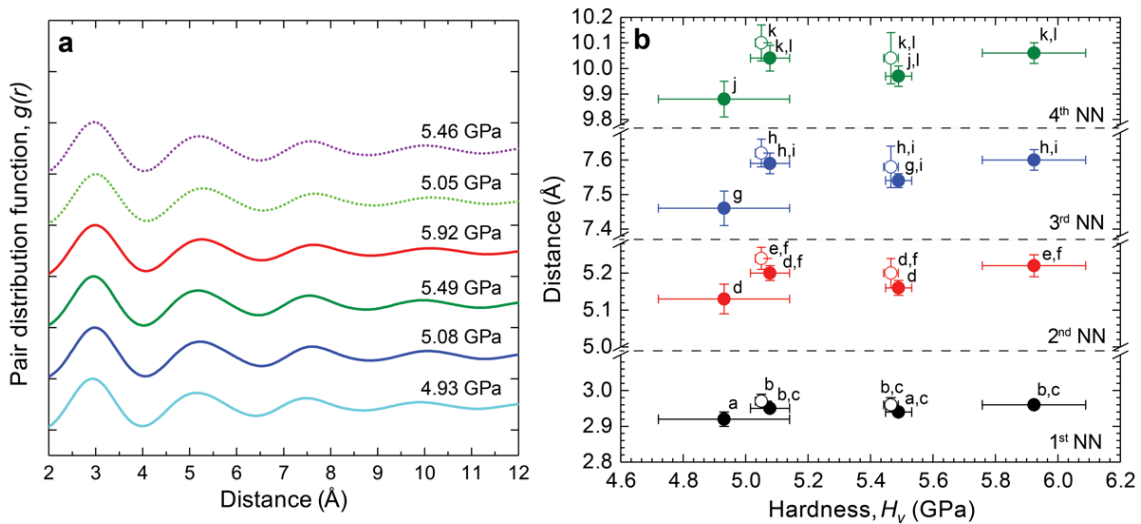 a
Pair distribution function, g(r)
5.46 GPa
5.05 GPa
5.92 GPa
5.49 GPa
5.08 GPa
4.93 GPa
2 3 4 5 6 7 8 9 10 11 12
Distance (Å)
b
Distance (Å)
10.2
10.1
10.0
9.9
9.8
k
k,l
j
k,l
j,l
k,l
4th NN
7.6
7.5
7.4
h
h,i
g
h,i
g,i
h,i
3rd NN
5.2
5.1
5.0
e,f
d,f
d
d,f
d
e,f
2nd NN
3.0
2.9
2.8
b
b,c
a
b,c
a,c
b,c
1st NN
4.6 4.8 5.0 5.2 5.4 5.6 5.8 6.0 6.2
Hardness, Hv (GPa)